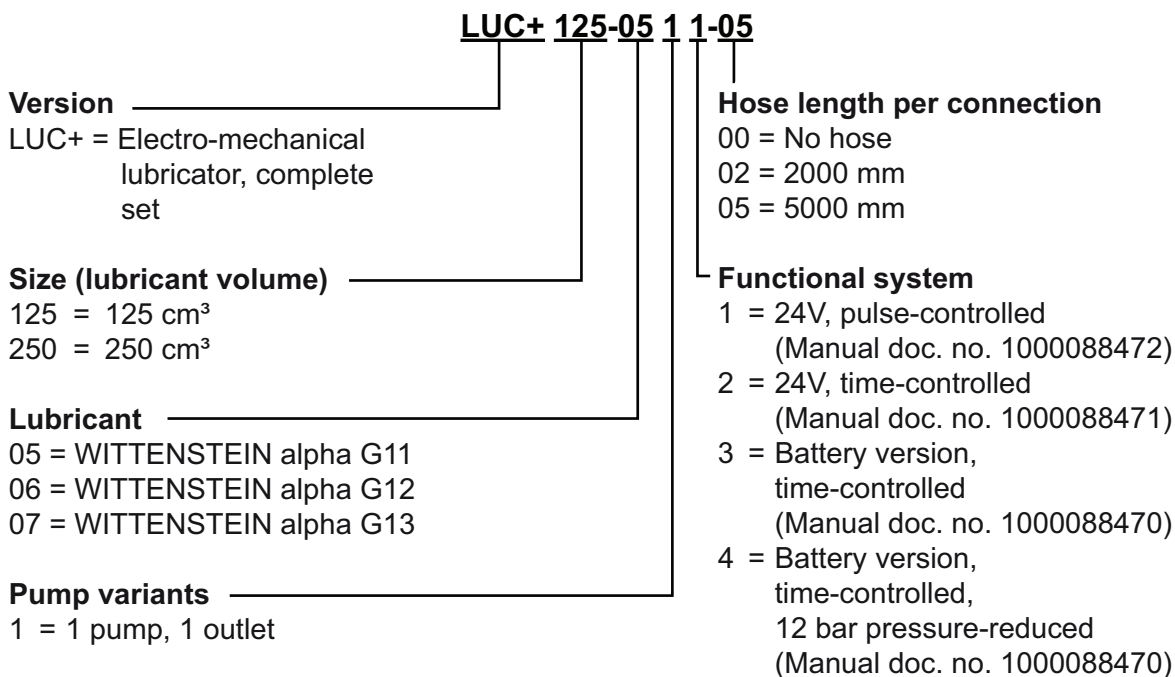 LUC+ 125-05 1 1-05
Version
LUC+ = Electro-mechanical
lubricator, complete
set
Size (lubricant volume)
125 = 125 cm³
250 = 250 cm³
Lubricant
05 = WITTENSTEIN alpha G11
06 = WITTENSTEIN alpha G12
07 = WITTENSTEIN alpha G13
Pump variants
1 = 1 pump, 1 outlet
Hose length per connection
00 = No hose
02 = 2000 mm
05 = 5000 mm
Functional system
1 = 24V, pulse-controlled
(Manual doc. no. 1000088472)
2 = 24V, time-controlled
(Manual doc. no. 1000088471)
3 = Battery version,
time-controlled
(Manual doc. no. 1000088470)
4 = Battery version,
time-controlled,
12 bar pressure-reduced
(Manual doc. no. 1000088470)